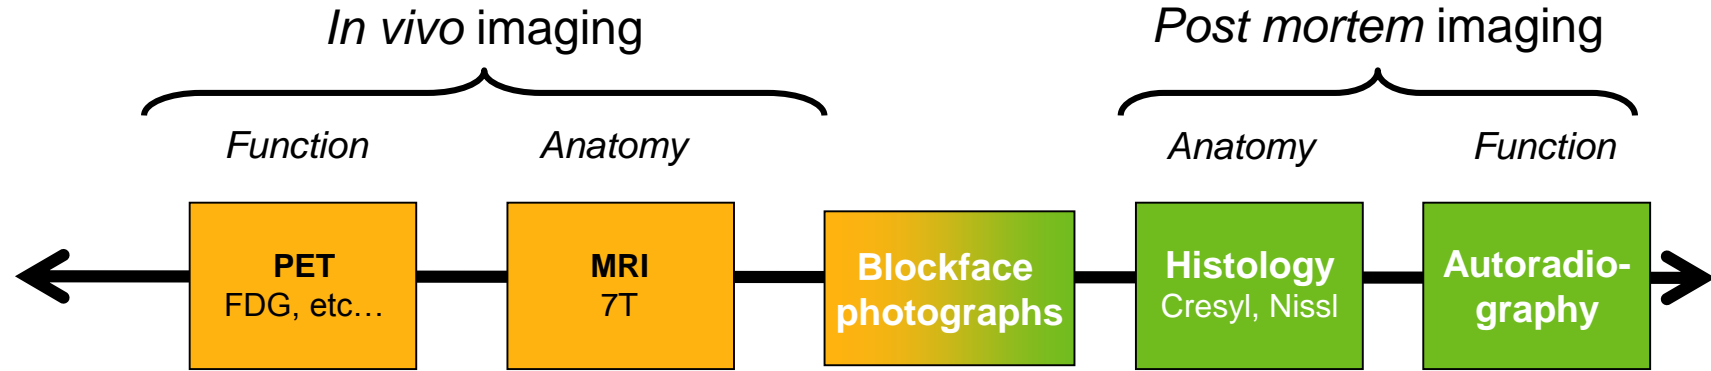 In vivo imaging
Post mortem imaging
Function
Anatomy
Anatomy
Function
PET
FDG, etc…
MRI
7T
Blockface
photographs
Histology
Cresyl, Nissl
Autoradio-
graphy